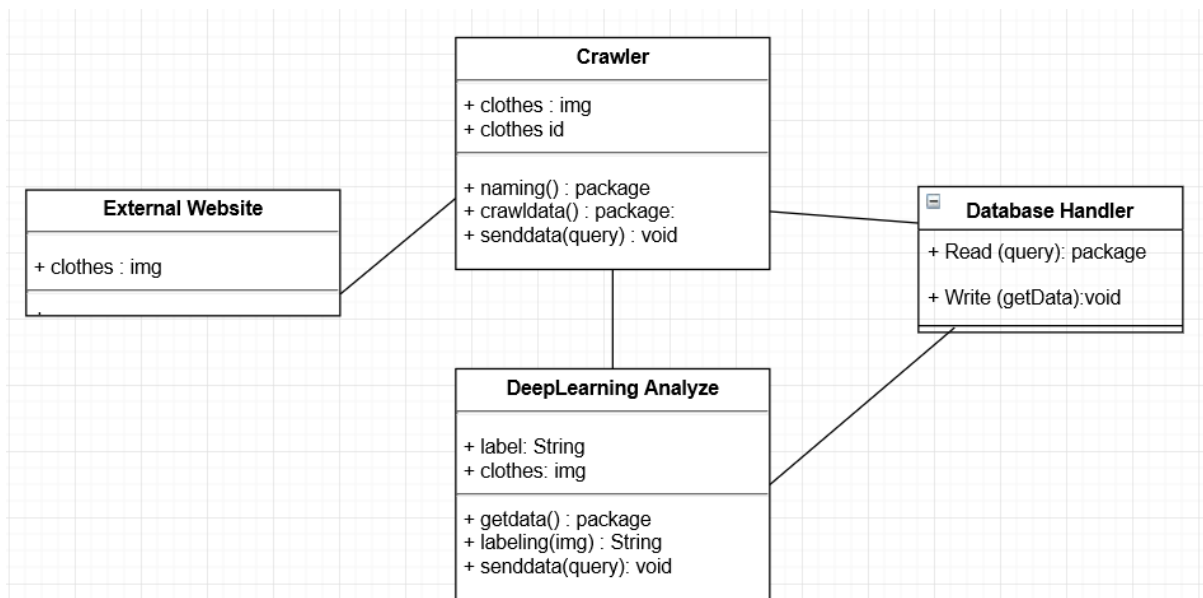 Crawler
+ clothes : img
+ clothes id
+ naming() : package
+ crawldata() : package:
+ senddata(query) : void
External Website
+ clothes : img
Database Handler
+ Read (query): package
+ Write (getData):void
DeepLearning Analyze
+ label: String
+ clothes: img
+ getdata() : package
+ labeling(img) : String
+ senddata(query): void